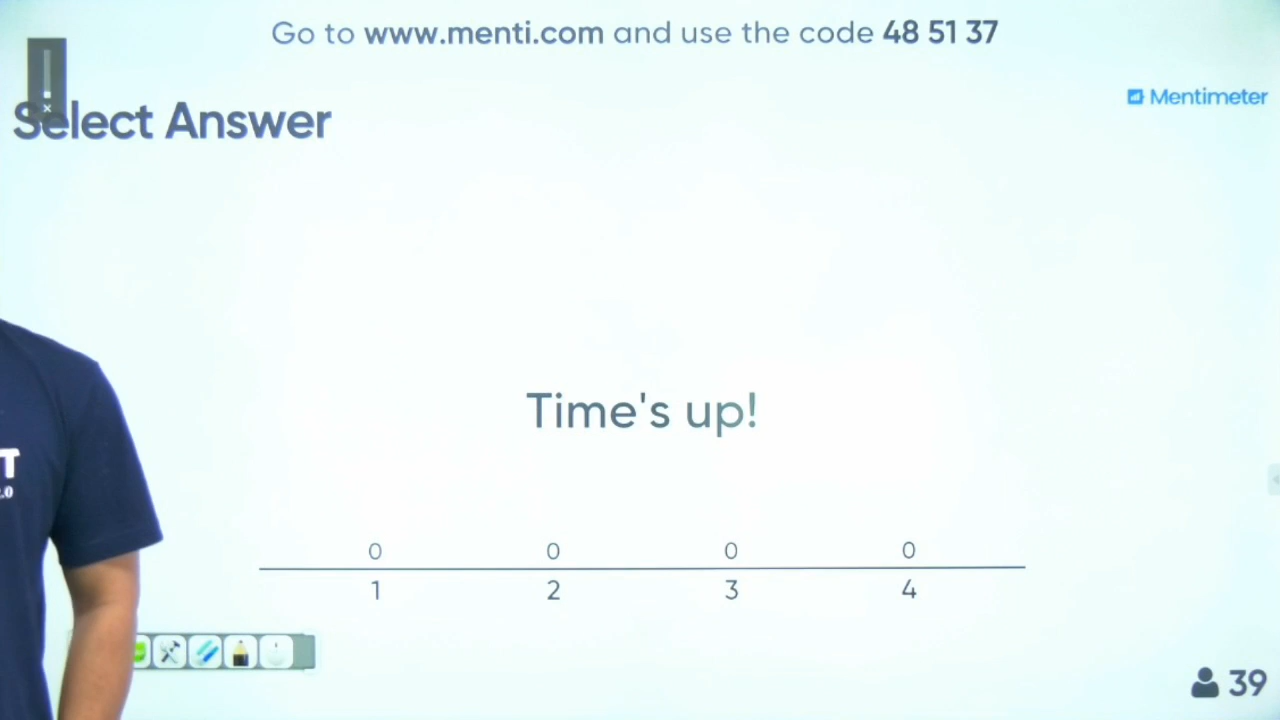 Go to www.menti.com and use the code 48 51 37
Mentimeter
Select Answer
Time's up!
0 0 0 0
1 2 3 4
T
.0
39